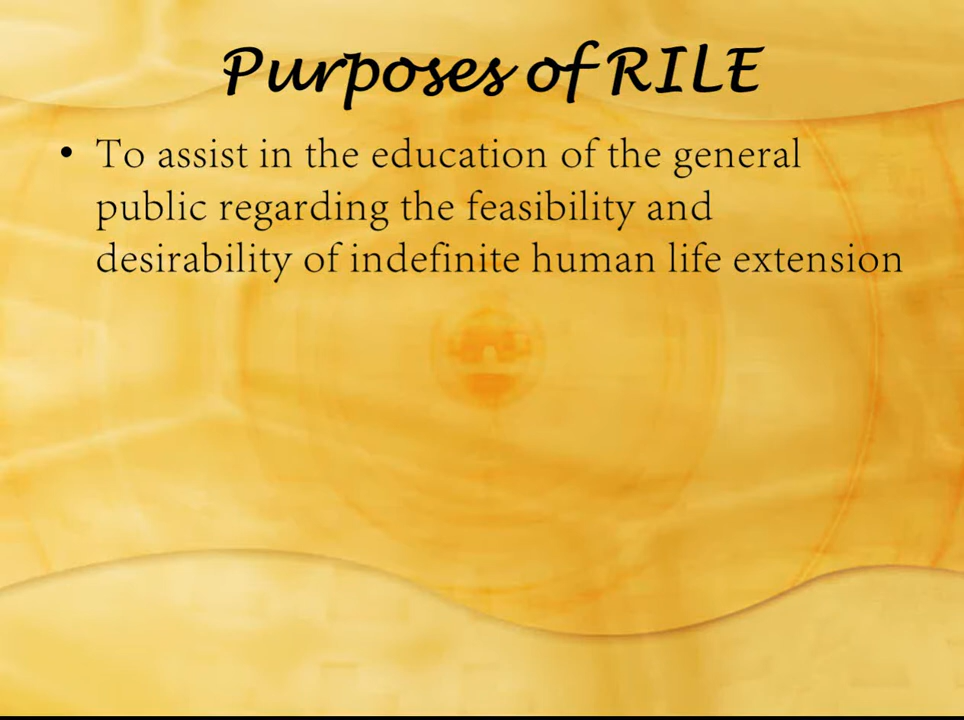 Purposes of RILE
• To assist in the education of the general
public regarding the feasibility and
desirability of indefinite human life extension